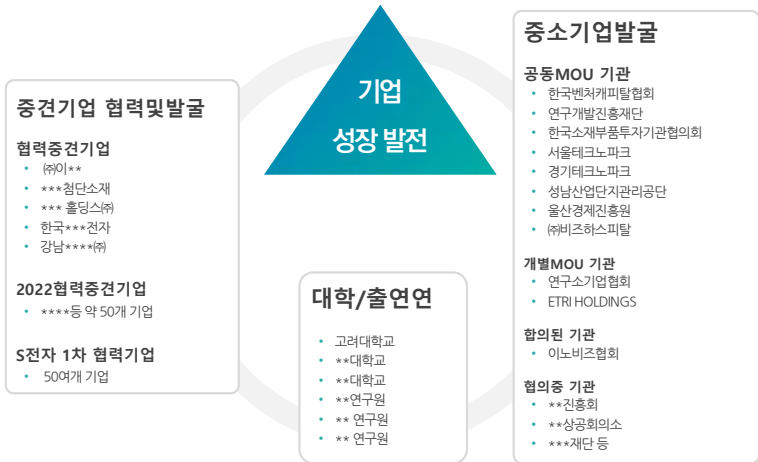 기업
성장 발전
중견기업 협력및발굴
협력중견기업
• ㈜이**
• ***첨단소재
• *** 홀딩스㈜
• 한국***전자
• 강남****㈜
2022협력중견기업
• ****등 약 50개 기업
S전자 1차 협력기업
• 50여개 기업
대학/출연연
• 고려대학교
• **대학교
• **대학교
• **연구원
• ** 연구원
• ** 연구원
중소기업발굴
공동MOU 기관
• 한국벤처캐피탈협회
• 연구개발진흥재단
• 한국소재부품투자기관협의회
• 서울테크노파크
• 경기테크노파크
• 성남산업단지관리공단
• 울산경제진흥원
• ㈜비즈하스피탈
개별MOU 기관
• 연구소기업협회
• ETRI HOLDINGS
합의된 기관
• 이노비즈협회
협의중 기관
• **진흥회
• **상공회의소
• ***재단 등